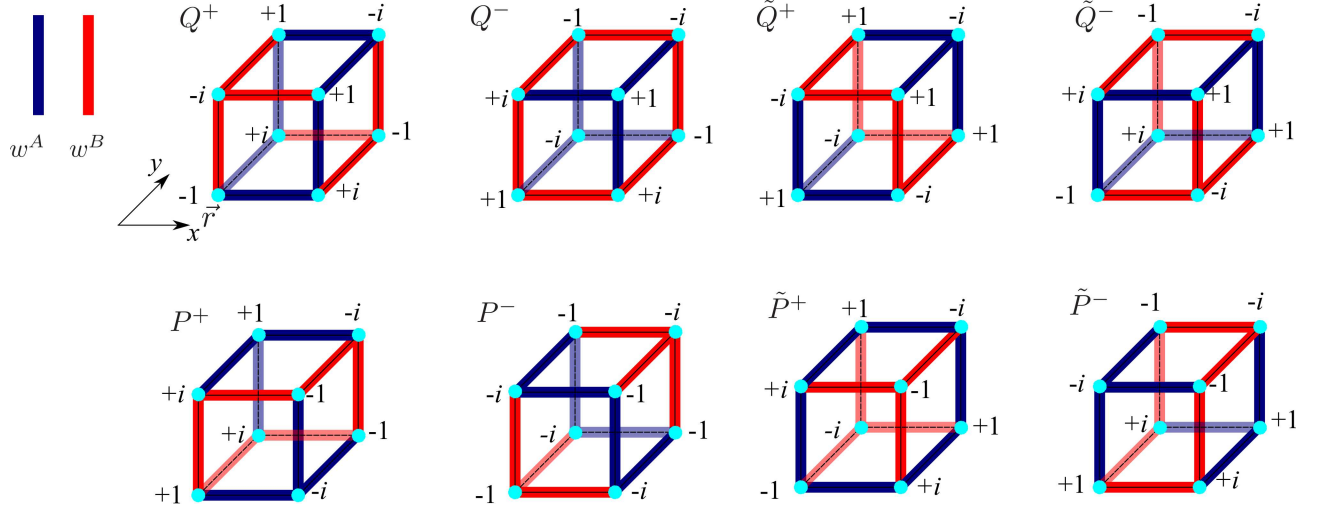 Q⁺ +1 -i
Q⁻ -1 -i
Q̃⁺ +1 -i
Q̃⁻ -1 -i
-i +1
+i +1
-i +1
+i +1
w^A w^B
+i -1
-i -1
-i +1
+i +1
-1 +i
+1 +i
+1 -i
-1 -i
y
x
r⃗
P⁺ +1 -i
P⁻ -1 -i
P̃⁺ +1 -i
P̃⁻ -1 -i
+i -1
-i -1
+i -1
-i -1
+i -1
-i -1
-i +1
+i +1
+1 -i
-1 -i
-1 +i
+1 +i